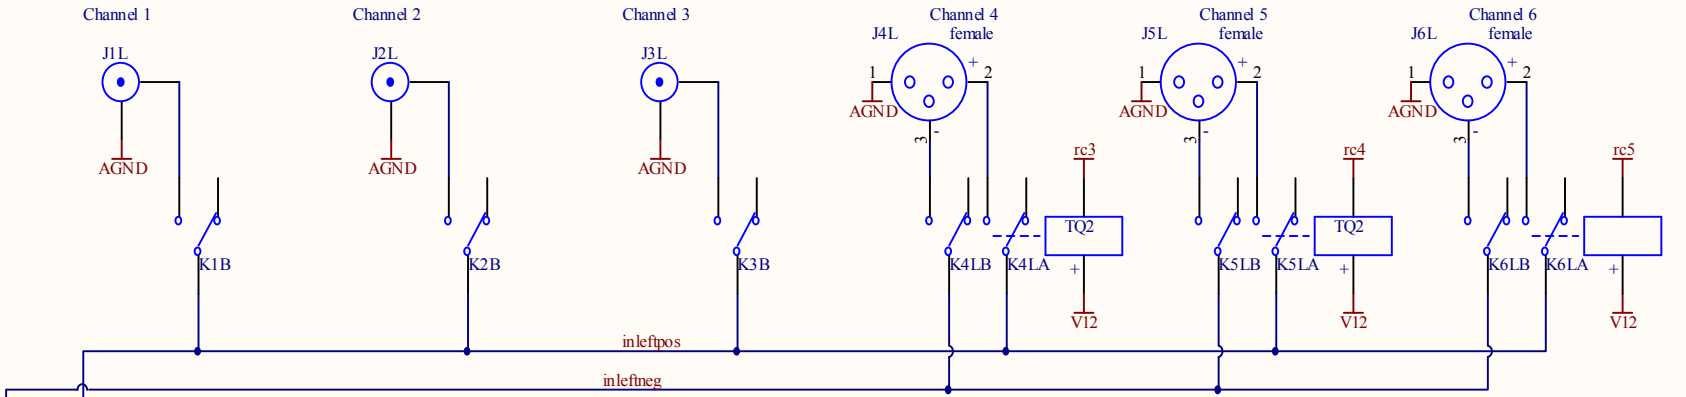 Channel 1
Channel 2
Channel 3
Channel 4
Channel 5
Channel 6
J1L
J2L
J3L
J4L
female
J5L
female
J6L
female
1
+
2
1
+
2
1
+
2
AGND
AGND
AGND
3
-
3
-
3
-
AGND
AGND
AGND
rc3
rc4
rc5
TQ2
TQ2
K1B
K2B
K3B
K4LB
K4LA
+
K5LB
K5LA
+
K6LB
K6LA
+
V12
V12
V12
inleftpos
inleftneg